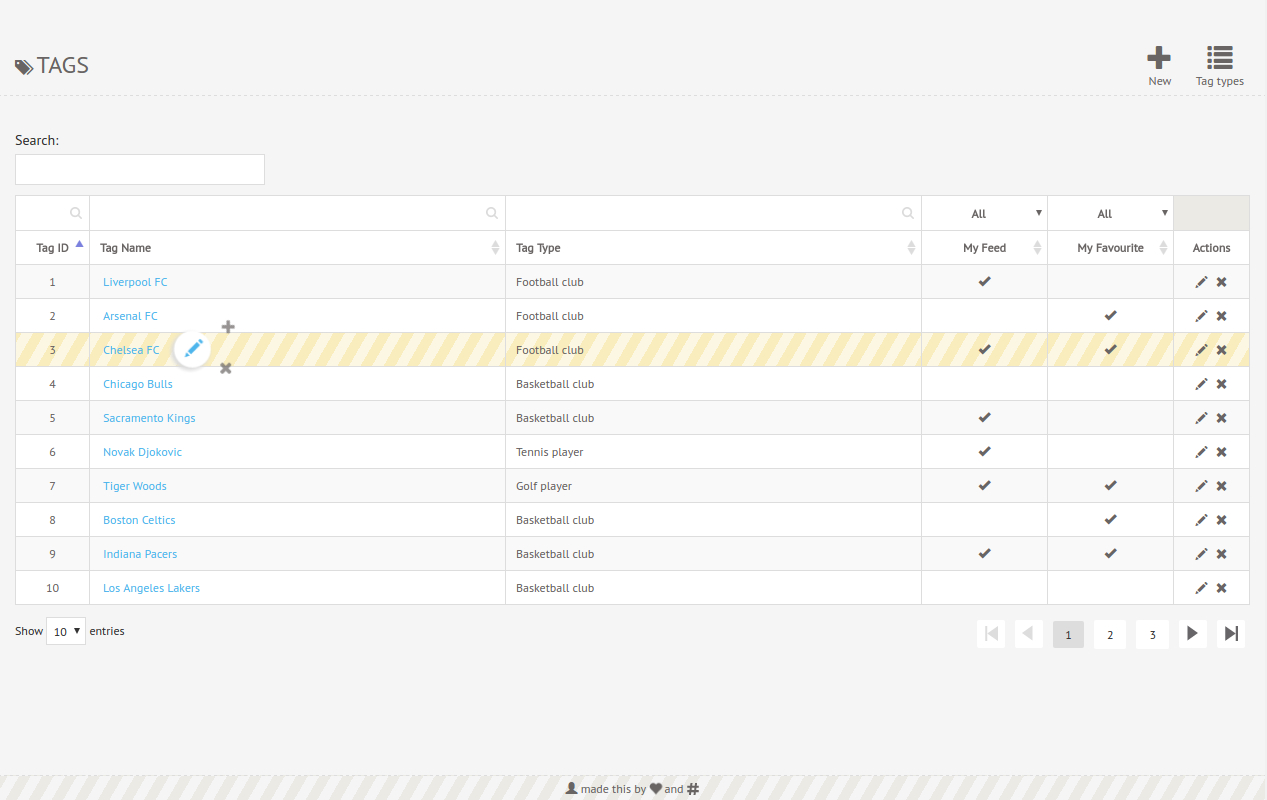 TAGS
New
Tag types
Search:
All
All
Tag ID
Tag Name
Tag Type
My Feed
My Favourite
Actions
1 Liverpool FC Football club
2 Arsenal FC Football club
3 Chelsea FC Football club
4 Chicago Bulls Basketball club
5 Sacramento Kings Basketball club
6 Novak Djokovic Tennis player
7 Tiger Woods Golf player
8 Boston Celtics Basketball club
9 Indiana Pacers Basketball club
10 Los Angeles Lakers Basketball club
Show 10 entries
1 2 3
made this by and #